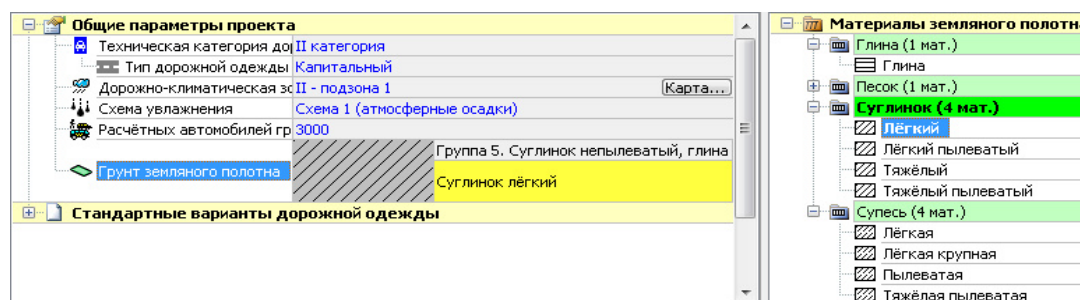 Общие параметры проекта
Техническая категория до II категория
Тип дорожной одежды Капитальный
Дорожно-климатическая зо II - подзона 1 Карта...
Схема увлажнения Схема 1 (атмосферные осадки)
Расчётных автомобилей гр 3000
Группа 5. Суглинок непылеватый, глина
Грунт земляного полотна
Суглинок лёгкий
Стандартные варианты дорожной одежды
Материалы земляного полотна
Глина (1 мат.)
Глина
Песок (1 мат.)
Суглинок (4 мат.)
Лёгкий
Лёгкий пылеватый
Тяжёлый
Тяжёлый пылеватый
Супесь (4 мат.)
Лёгкая
Лёгкая крупная
Пылеватая
Тяжёлая пылеватая